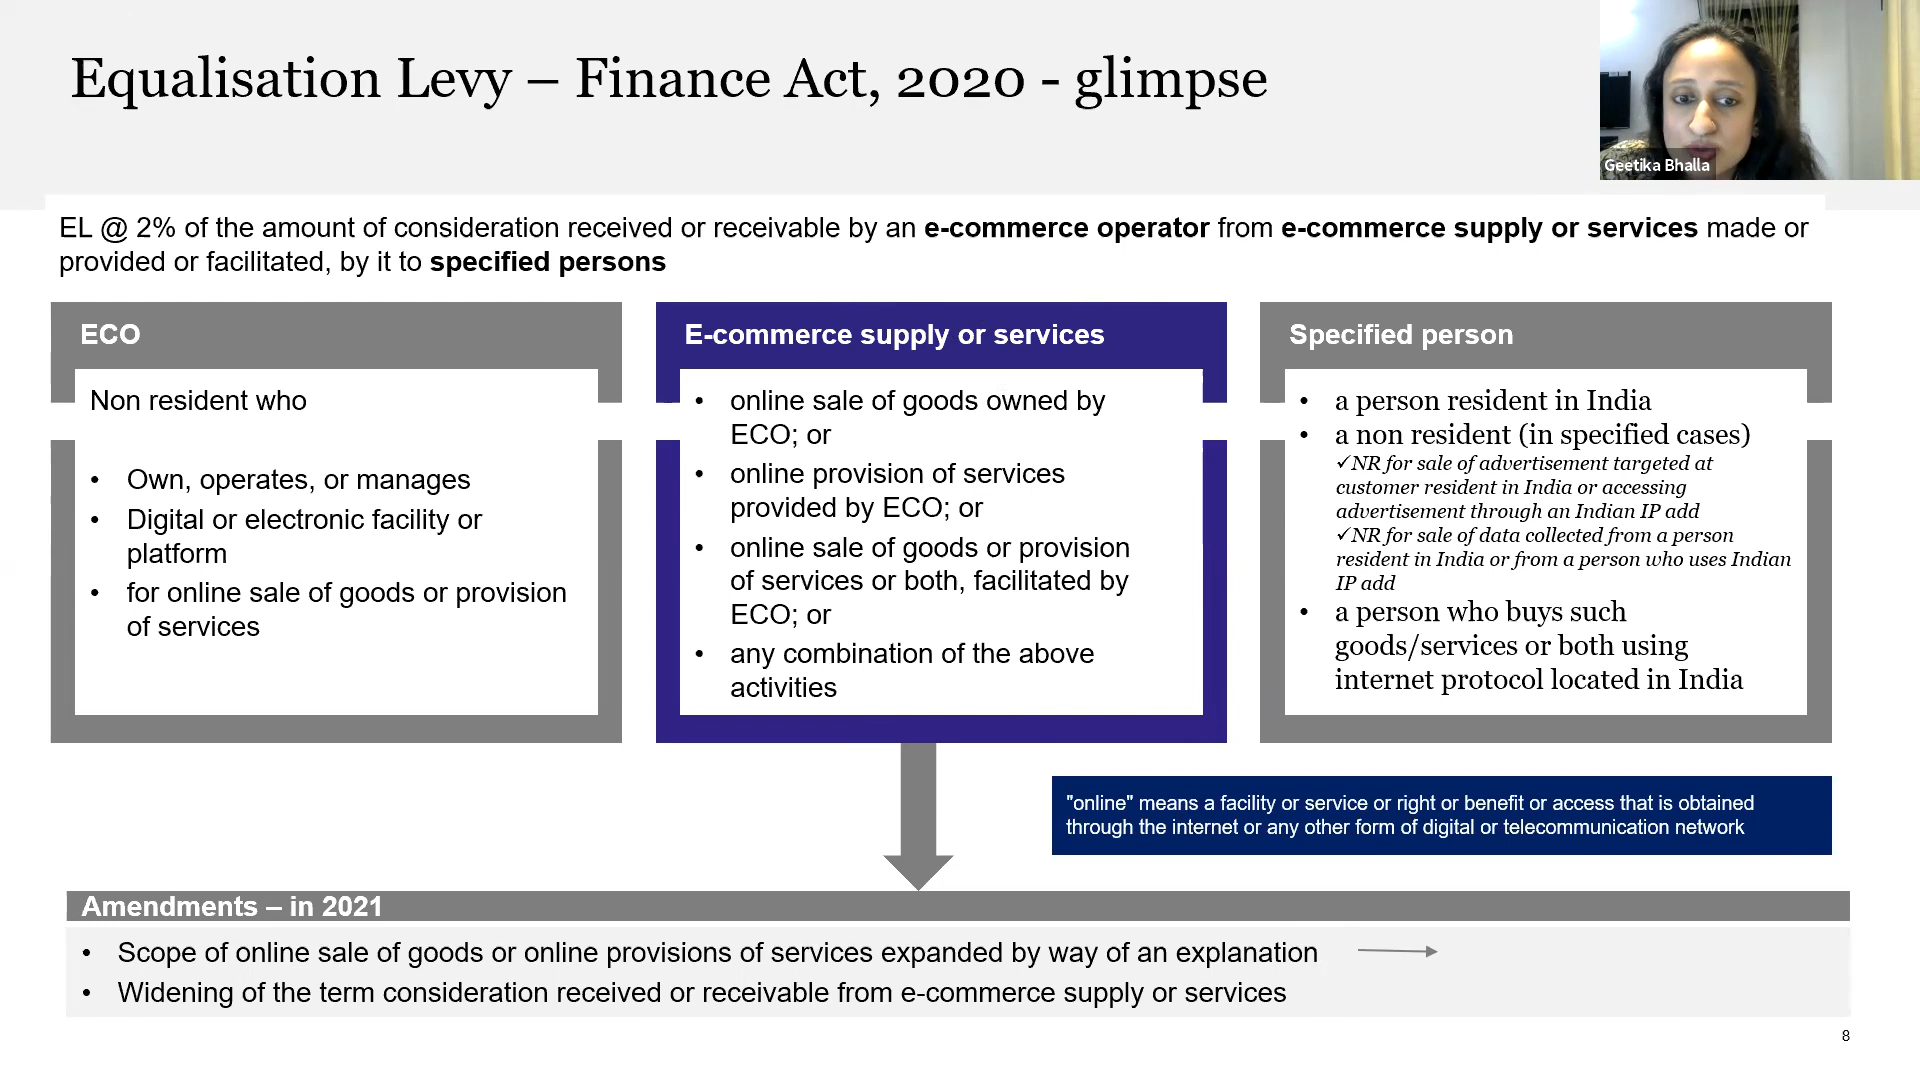 Equalisation Levy – Finance Act, 2020 - glimpse
Geetika Bhalla
EL @ 2% of the amount of consideration received or receivable by an e-commerce operator from e-commerce supply or services made or
provided or facilitated, by it to specified persons
ECO
Non resident who
• Own, operates, or manages
• Digital or electronic facility or
platform
• for online sale of goods or provision
of services
E-commerce supply or services
• online sale of goods owned by
ECO; or
• online provision of services
provided by ECO; or
• online sale of goods or provision
of services or both, facilitated by
ECO; or
• any combination of the above
activities
Specified person
• a person resident in India
• a non resident (in specified cases)
✓NR for sale of advertisement targeted at
customer resident in India or accessing
advertisement through an Indian IP add
✓NR for sale of data collected from a person
resident in India or from a person who uses Indian
IP add
• a person who buys such
goods/services or both using
internet protocol located in India
"online" means a facility or service or right or benefit or access that is obtained
through the internet or any other form of digital or telecommunication network
Amendments – in 2021
• Scope of online sale of goods or online provisions of services expanded by way of an explanation
• Widening of the term consideration received or receivable from e-commerce supply or services
8